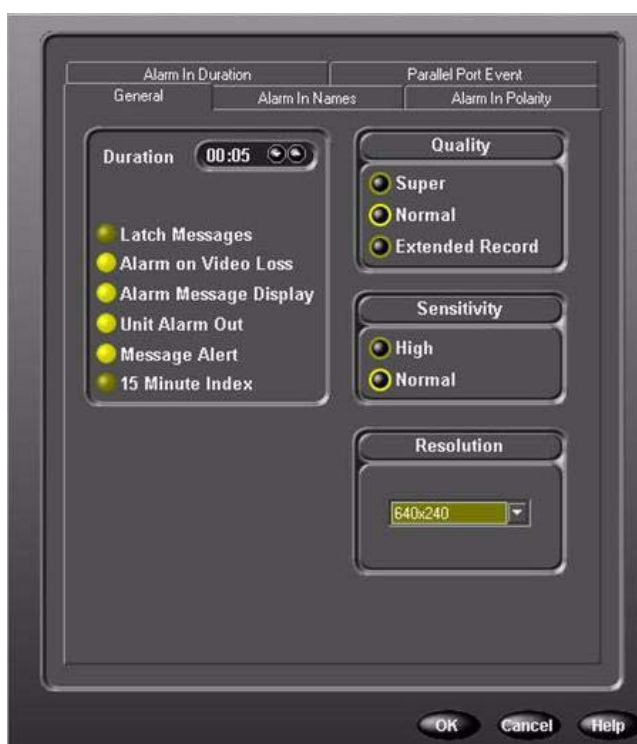 Alarm In Duration
Parallel Port Event
General
Alarm In Names
Alarm In Polarity
Duration 00:05
Latch Messages
Alarm on Video Loss
Alarm Message Display
Unit Alarm Out
Message Alert
15 Minute Index
Quality
Super
Normal
Extended Record
Sensitivity
High
Normal
Resolution
640x240
OK
Cancel
Help